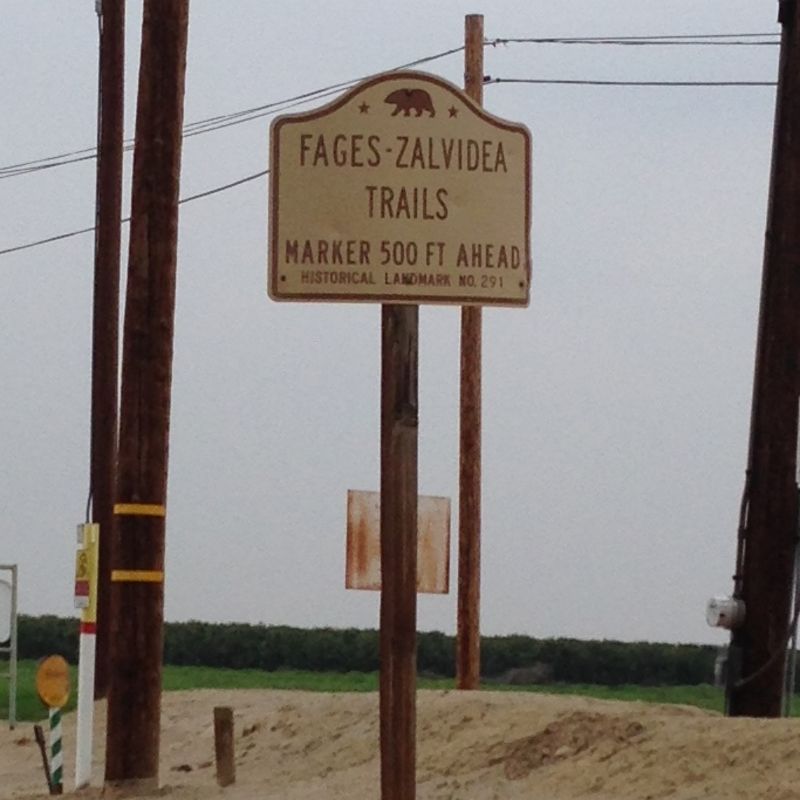 FAGES-ZALVIDEA
TRAILS
MARKER 500 FT AHEAD
HISTORICAL LANDMARK NO. 291